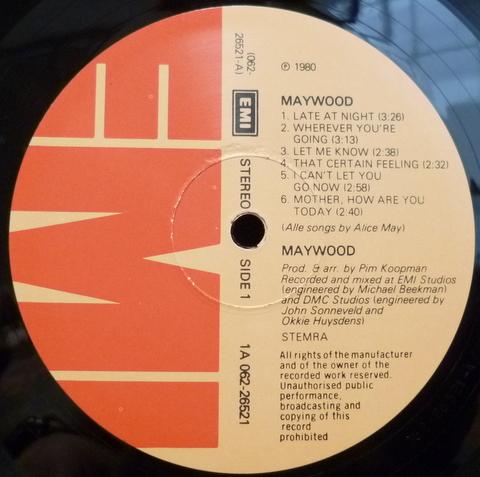 (062-
26521-A)
℗ 1980
EMI
EMI
STEREO
SIDE 1
1A 062-26521
MAYWOOD
1. LATE AT NIGHT (3:26)
2. WHEREVER YOU'RE
GOING (3:13)
3. LET ME KNOW (2:38)
4. THAT CERTAIN FEELING (2:32)
5. I CAN'T LET YOU
GO NOW (2:58)
6. MOTHER, HOW ARE YOU
TODAY (2:40)
(Alle songs by Alice May)
MAYWOOD
Prod. & arr. by Pim Koopman
Recorded and mixed at EMI Studios
(engineered by Michael Beekman)
and DMC Studios (engineered by
John Sonneveld and
Okkie Huysdens)
STEMRA
All rights of the manufacturer
and of the owner of the
recorded work reserved.
Unauthorised public
performance,
broadcasting and
copying of this
record
prohibited